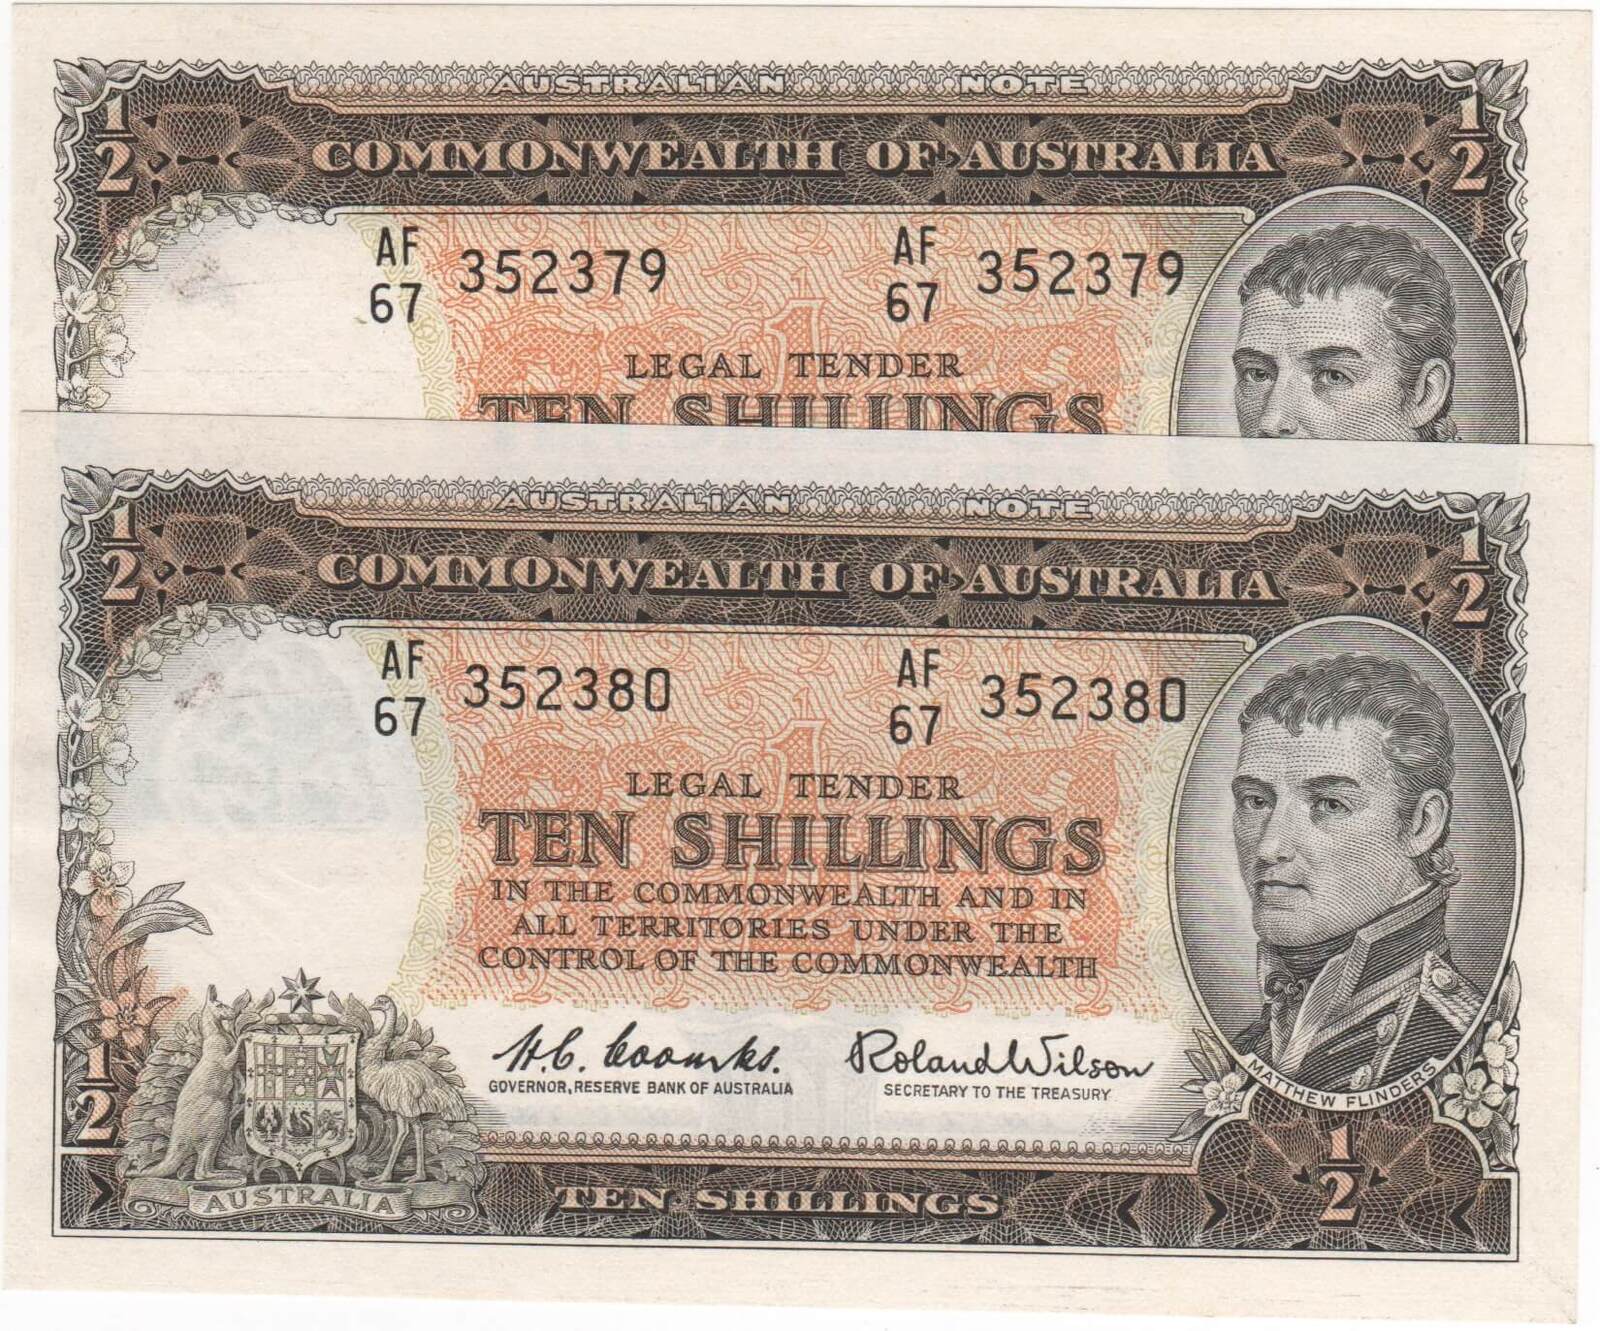 AUSTRALIAN NOTE
1/2 COMMONWEALTH OF AUSTRALIA 1/2
AF 67 352379 AF 67 352379
LEGAL TENDER
TEN SHILLINGS
AUSTRALIAN NOTE
1/2 COMMONWEALTH OF AUSTRALIA 1/2
AF 67 352380 AF 67 352380
LEGAL TENDER
TEN SHILLINGS
IN THE COMMONWEALTH AND IN
ALL TERRITORIES UNDER THE
CONTROL OF THE COMMONWEALTH
H.C. Coombs. Roland Wilson
GOVERNOR, RESERVE BANK OF AUSTRALIA SECRETARY TO THE TREASURY
MATTHEW FLINDERS
1/2 1/2
AUSTRALIA TEN SHILLINGS